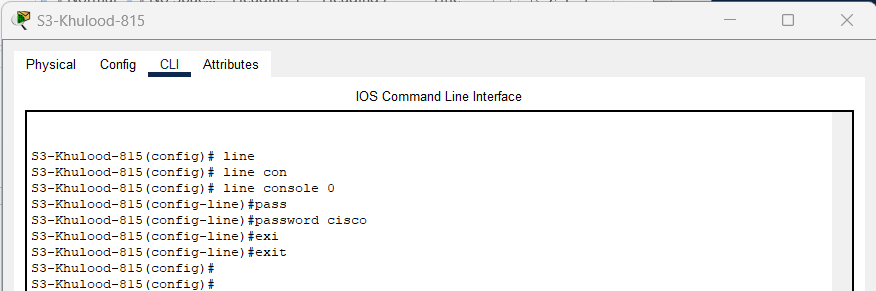 S3-Khulood-815
Physical Config CLI Attributes
IOS Command Line Interface
S3-Khulood-815(config)# line
S3-Khulood-815(config)# line con
S3-Khulood-815(config)# line console 0
S3-Khulood-815(config-line)#pass
S3-Khulood-815(config-line)#password cisco
S3-Khulood-815(config-line)#exi
S3-Khulood-815(config-line)#exit
S3-Khulood-815(config)#
S3-Khulood-815(config)#